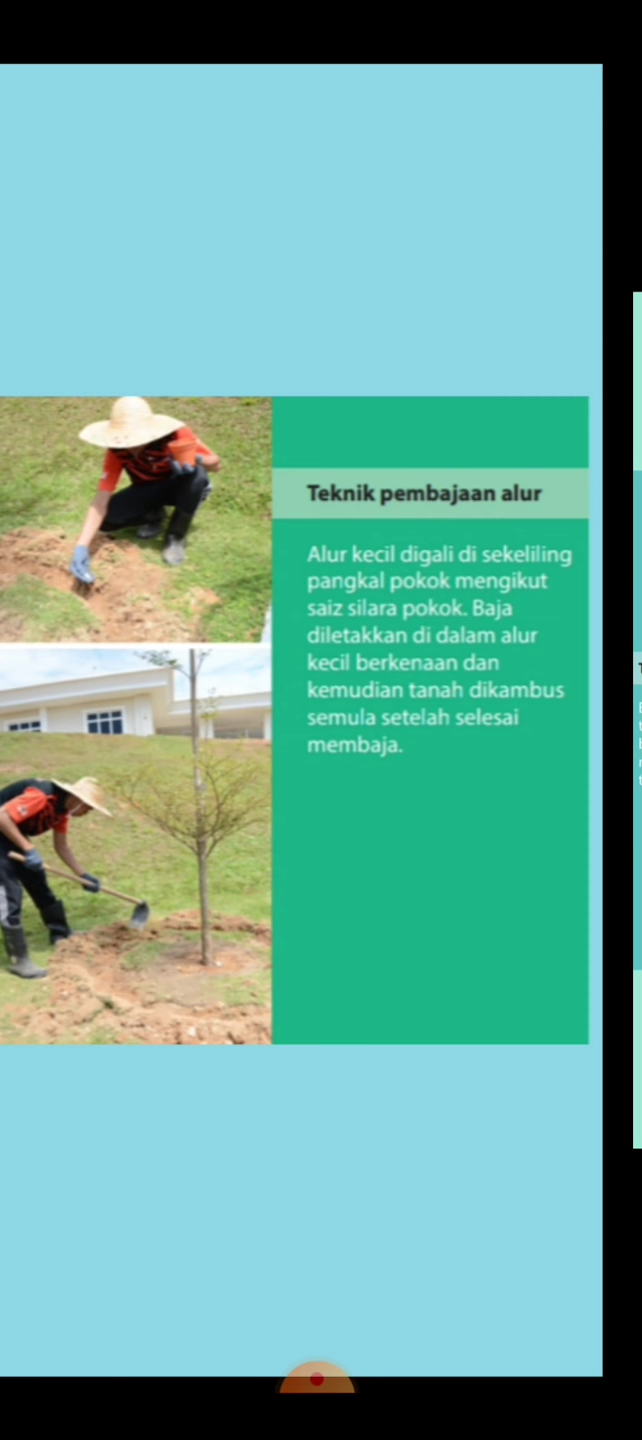 Teknik pembajaan alur
Alur kecil digali di sekeliling
pangkal pokok mengikut
saiz silara pokok. Baja
diletakkan di dalam alur
kecil berkenaan dan
kemudian tanah dikambus
semula setelah selesai
membaja.